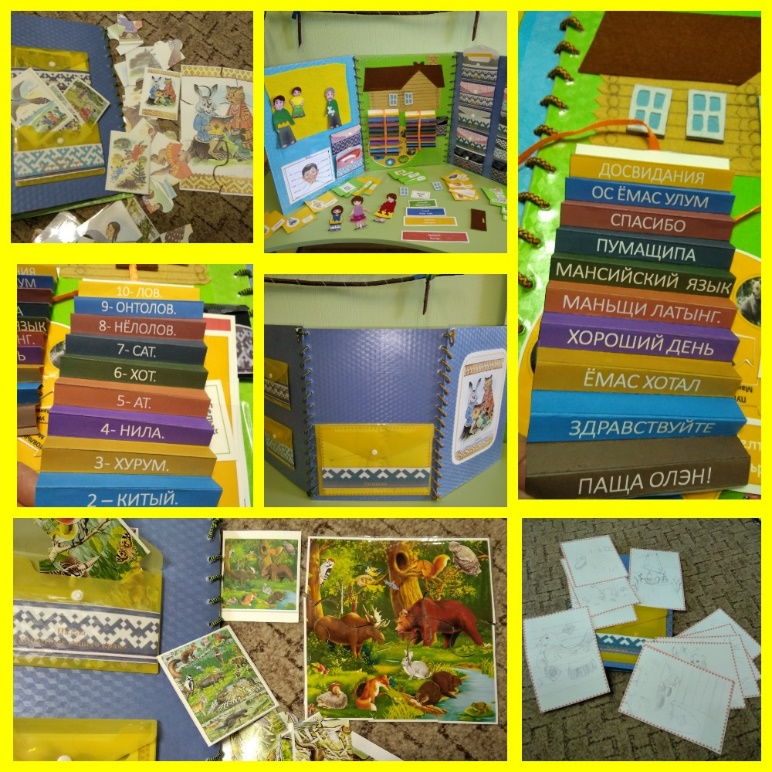 ДОСВИДАНИЯ
ОС ЁМАС УЛУМ
СПАСИБО
ПУМАЩИПА
МАНСИЙСКИЙ ЯЗЫК
МАНЬЩИ ЛАТЫНГ.
ХОРОШИЙ ДЕНЬ
ЁМАС ХОТАЛ
ЗДРАВСТВУЙТЕ
ПАЩА ОЛЭН!
10- ЛОВ.
9- ОНТОЛОВ.
8- НЁЛОЛОВ.
7- САТ.
6- ХОТ.
5- АТ.
4- НИЛА.
3- ХУРУМ.
2 – КИТЫЙ.